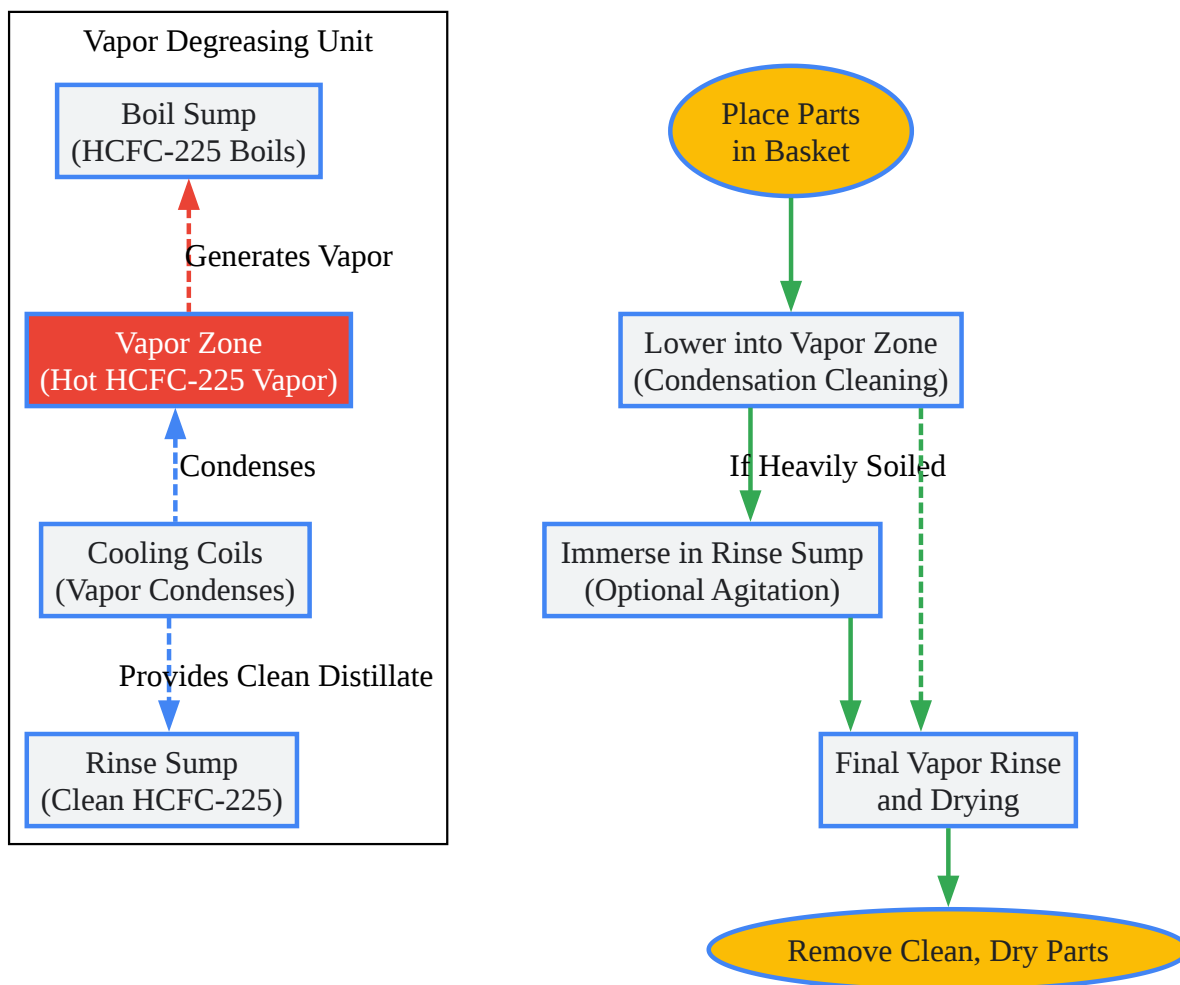 Vapor Degreasing Unit
Boil Sump
(HCFC-225 Boils)
Generates Vapor
Vapor Zone
(Hot HCFC-225 Vapor)
Condenses
Cooling Coils
(Vapor Condenses)
Provides Clean Distillate
Rinse Sump
(Clean HCFC-225)
Place Parts
in Basket
Lower into Vapor Zone
(Condensation Cleaning)
If Heavily Soiled
Immerse in Rinse Sump
(Optional Agitation)
Final Vapor Rinse
and Drying
Remove Clean, Dry Parts